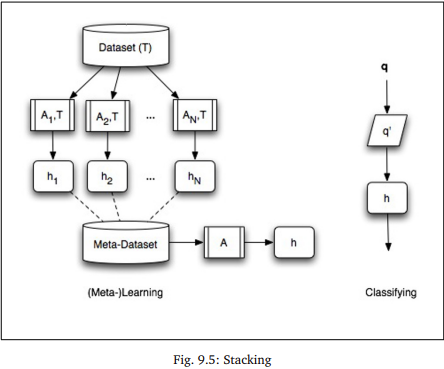 Dataset (T)
A1,T
A2,T
...
AN,T
h1
h2
...
hN
Meta-Dataset
A
h
(Meta-)Learning
q
q'
h
Classifying
Fig. 9.5: Stacking